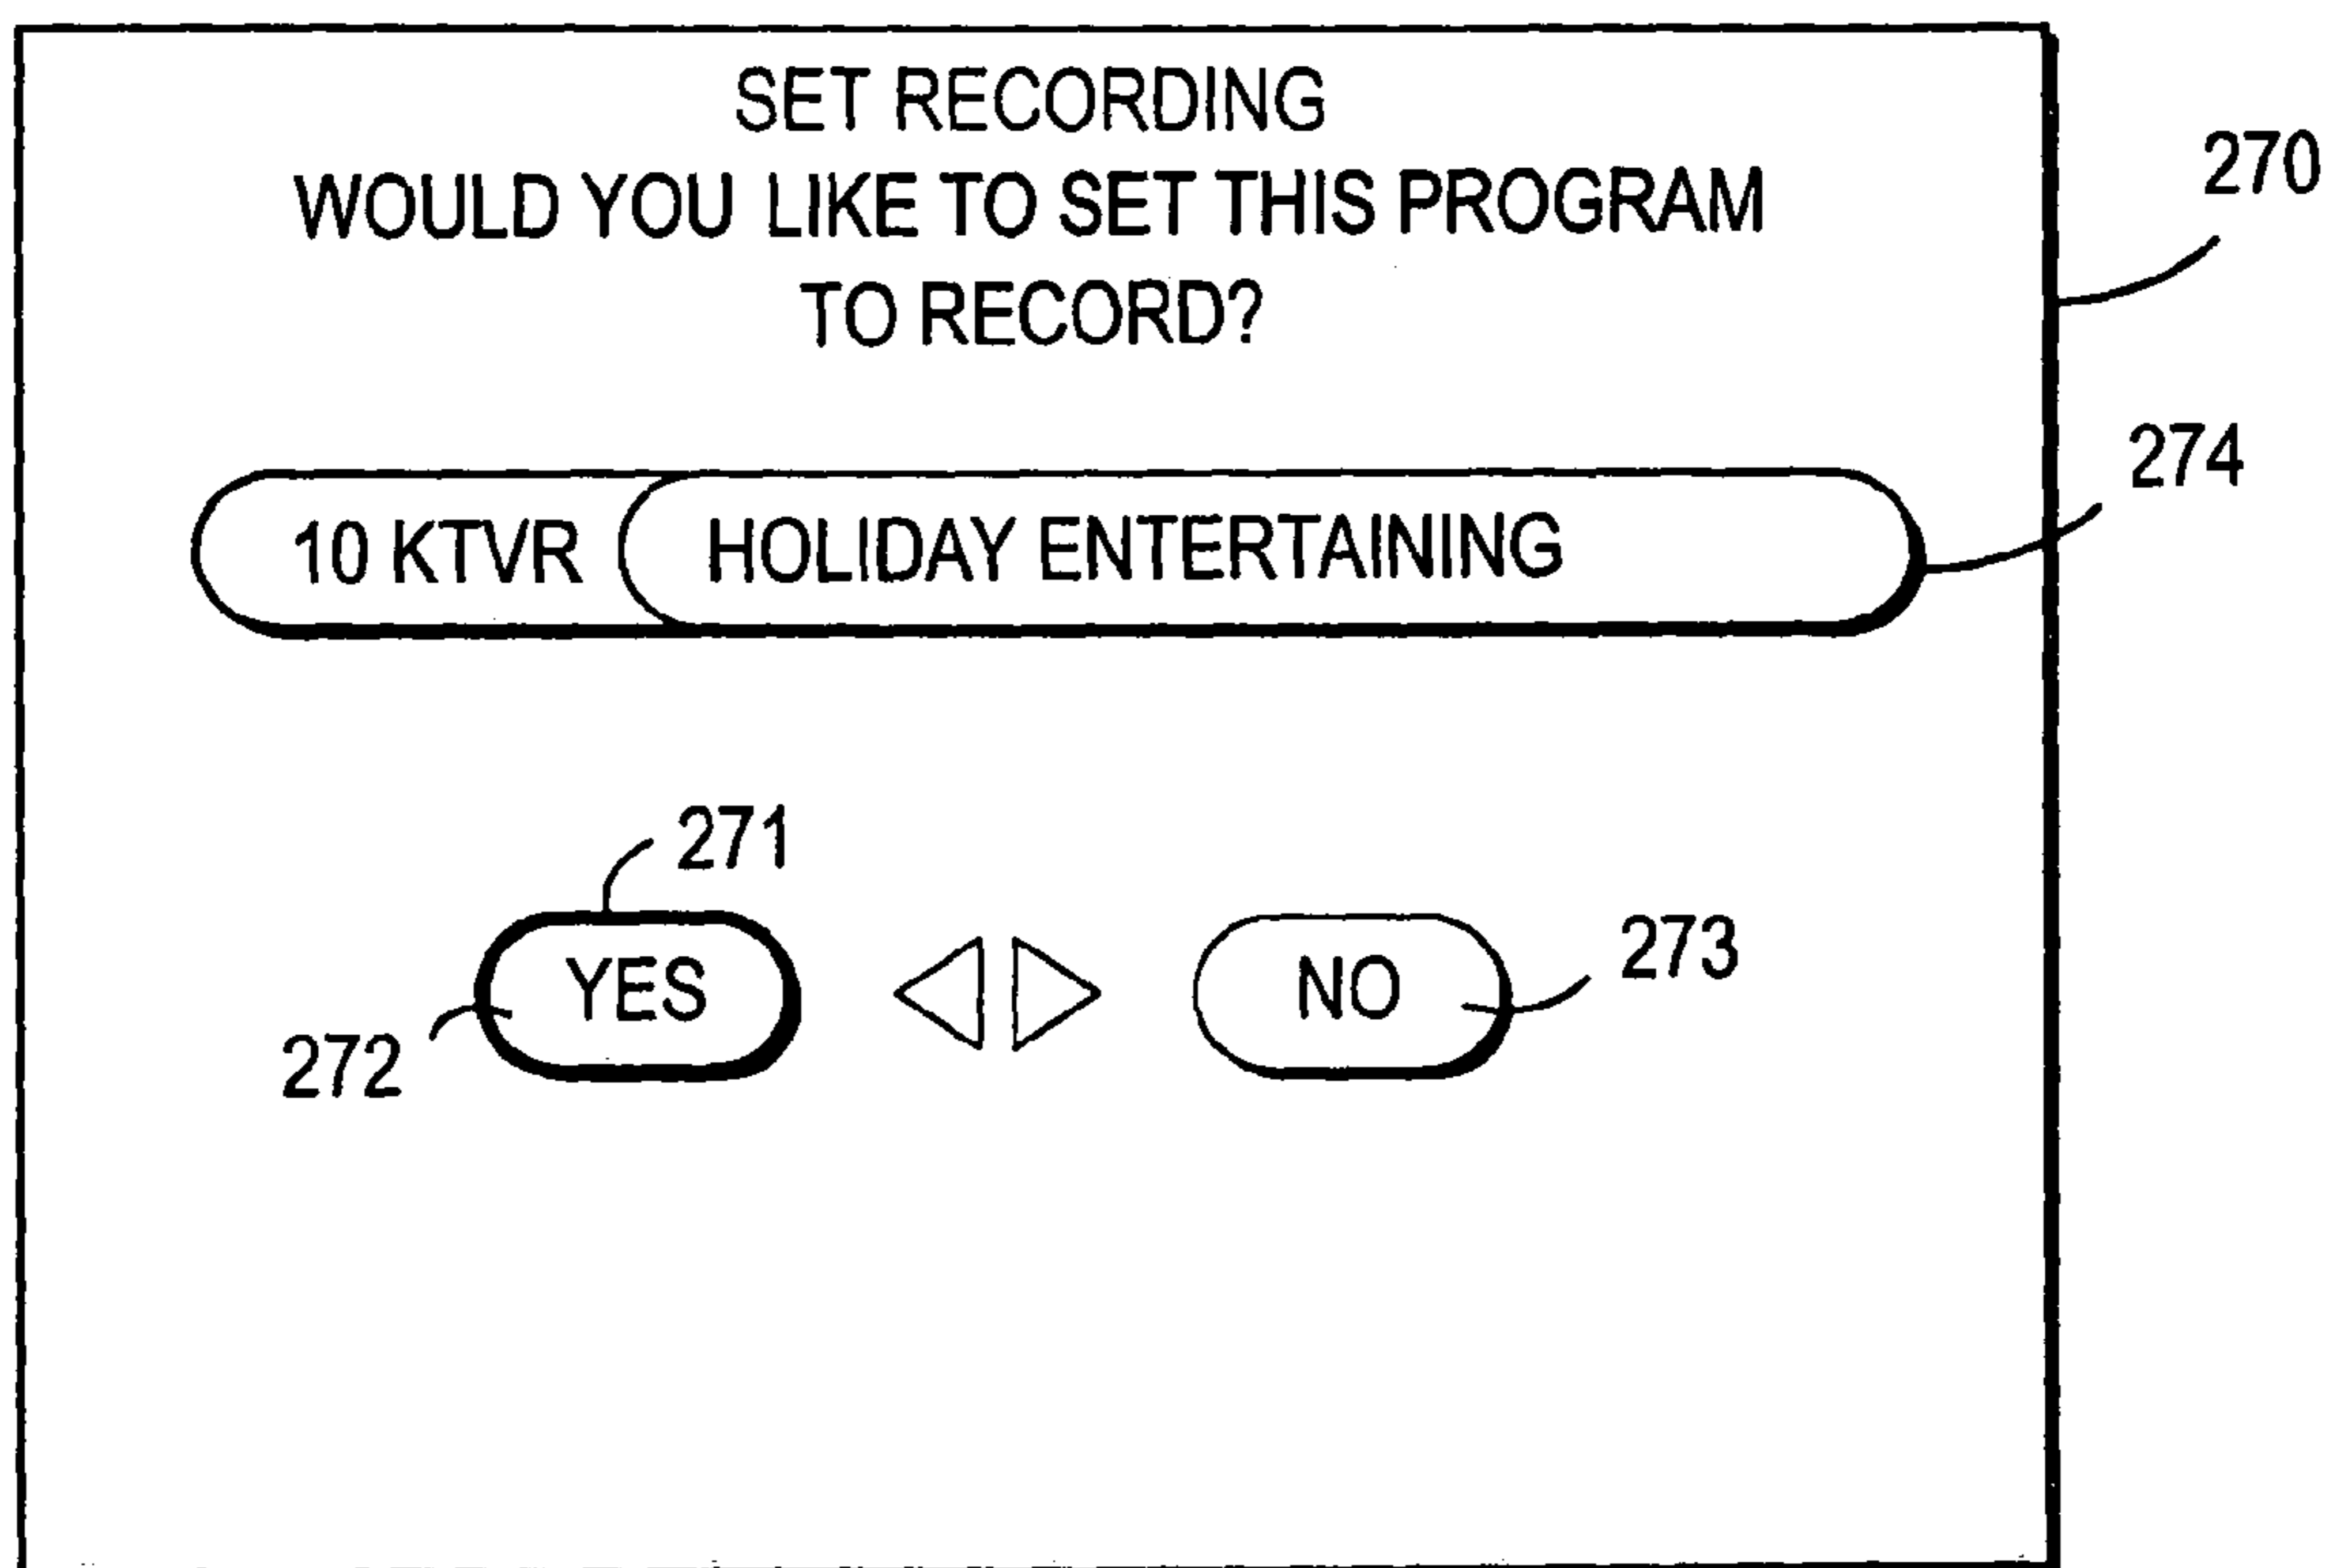 SET RECORDING
WOULD YOU LIKE TO SET THIS PROGRAM
TO RECORD?
270
274
10 KTVR HOLIDAY ENTERTAINING
271
YES NO 273
272